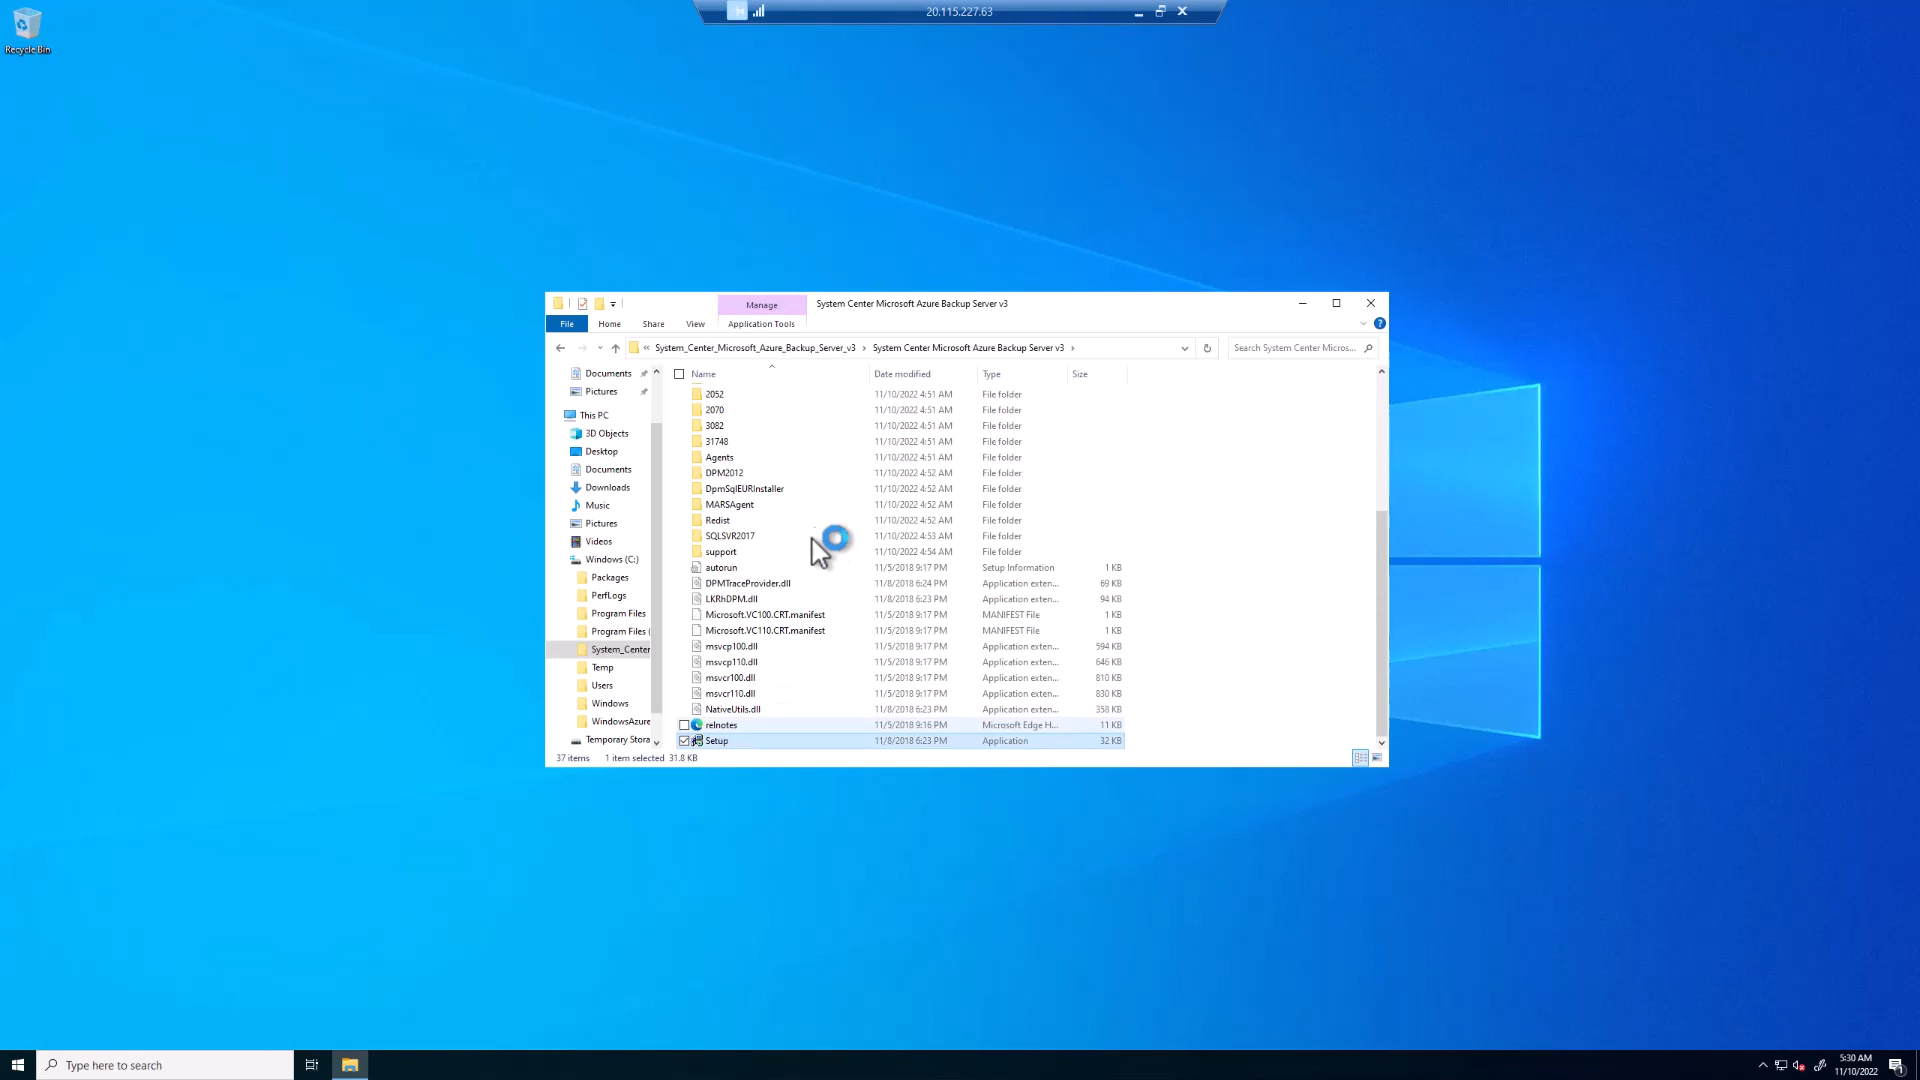 20.115.227.63
Recycle Bin
Manage
System Center Microsoft Azure Backup Server v3
File Home Share View Application Tools
« System_Center_Microsoft_Azure_Backup_Server_v3 › System Center Microsoft Azure Backup Server v3 ›
Search System Center Micros...
Documents
Pictures
This PC
3D Objects
Desktop
Documents
Downloads
Music
Pictures
Videos
Windows (C:)
Packages
PerfLogs
Program Files
Program Files (
System_Center
Temp
Users
Windows
WindowsAzure
Temporary Stora
Name Date modified Type Size
2052 11/10/2022 4:51 AM File folder
2070 11/10/2022 4:51 AM File folder
3082 11/10/2022 4:51 AM File folder
31748 11/10/2022 4:51 AM File folder
Agents 11/10/2022 4:51 AM File folder
DPM2012 11/10/2022 4:52 AM File folder
DpmSqlEURInstaller 11/10/2022 4:52 AM File folder
MARSAgent 11/10/2022 4:52 AM File folder
Redist 11/10/2022 4:52 AM File folder
SQLSVR2017 11/10/2022 4:53 AM File folder
support 11/10/2022 4:54 AM File folder
autorun 11/5/2018 9:17 PM Setup Information 1 KB
DPMTraceProvider.dll 11/8/2018 6:24 PM Application exten... 69 KB
LKRhDPM.dll 11/8/2018 6:23 PM Application exten... 94 KB
Microsoft.VC100.CRT.manifest 11/5/2018 9:17 PM MANIFEST File 1 KB
Microsoft.VC110.CRT.manifest 11/5/2018 9:17 PM MANIFEST File 1 KB
msvcp100.dll 11/5/2018 9:17 PM Application exten... 594 KB
msvcp110.dll 11/5/2018 9:17 PM Application exten... 646 KB
msvcr100.dll 11/5/2018 9:17 PM Application exten... 810 KB
msvcr110.dll 11/5/2018 9:17 PM Application exten... 830 KB
NativeUtils.dll 11/8/2018 6:23 PM Application exten... 358 KB
relnotes 11/5/2018 9:16 PM Microsoft Edge H... 11 KB
Setup 11/8/2018 6:23 PM Application 32 KB
37 items 1 item selected 31.8 KB
Type here to search
5:30 AM
11/10/2022